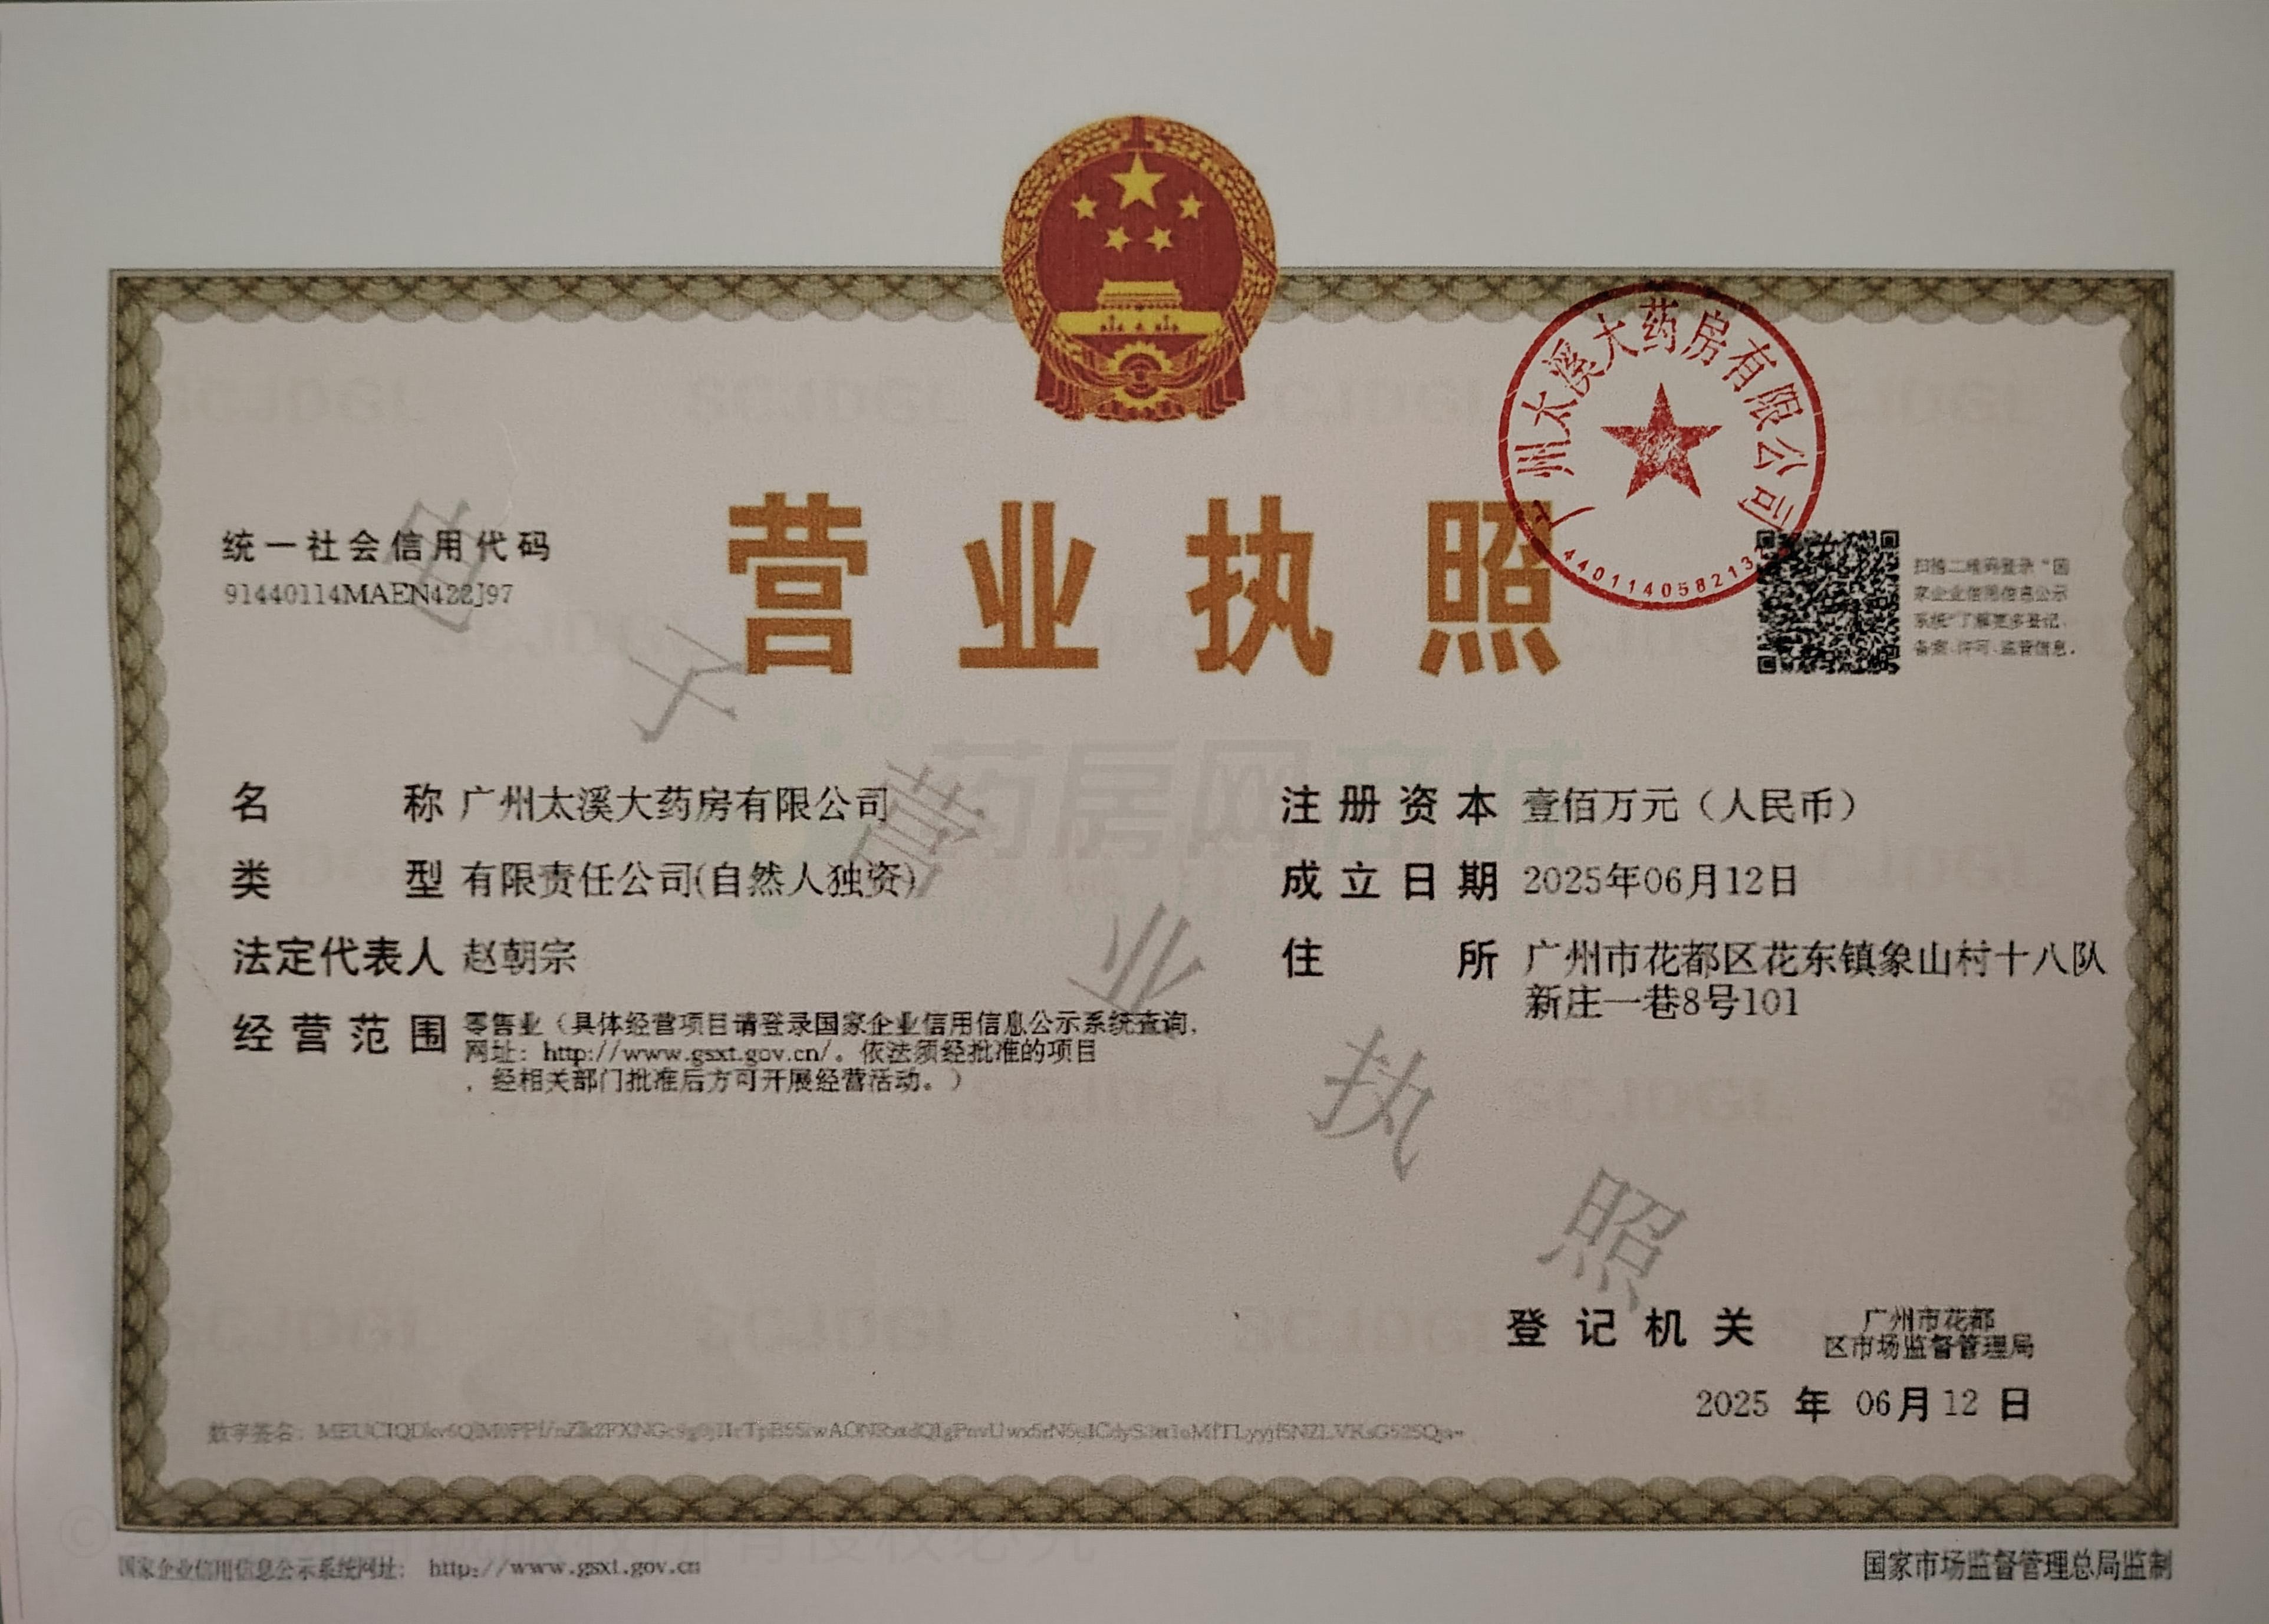 广州太溪大药房有限公司
营业执照
统一社会信用代码
91440114MAEN422J97
扫描二维码登录“国
家企业信用信息公示
系统”了解更多登记、
备案、许可、监管信息。
名 称 广州太溪大药房有限公司
类 型 有限责任公司(自然人独资)
法定代表人 赵朝宗
经营范围 零售业（具体经营项目请登录国家企业信用信息公示系统查询，
网址：http://www.gsxt.gov.cn/。依法须经批准的项目
，经相关部门批准后方可开展经营活动。）
注册资本 壹佰万元（人民币）
成立日期 2025年06月12日
住 所 广州市花都区花东镇象山村十八队
新庄一巷8号101
电子营业执照
药房网商城
登记机关 广州市花都
区市场监督管理局
2025 年 06月12 日
数字签名：
国家企业信用信息公示系统网址： http://www.gsxt.gov.cn
国家市场监督管理总局监制